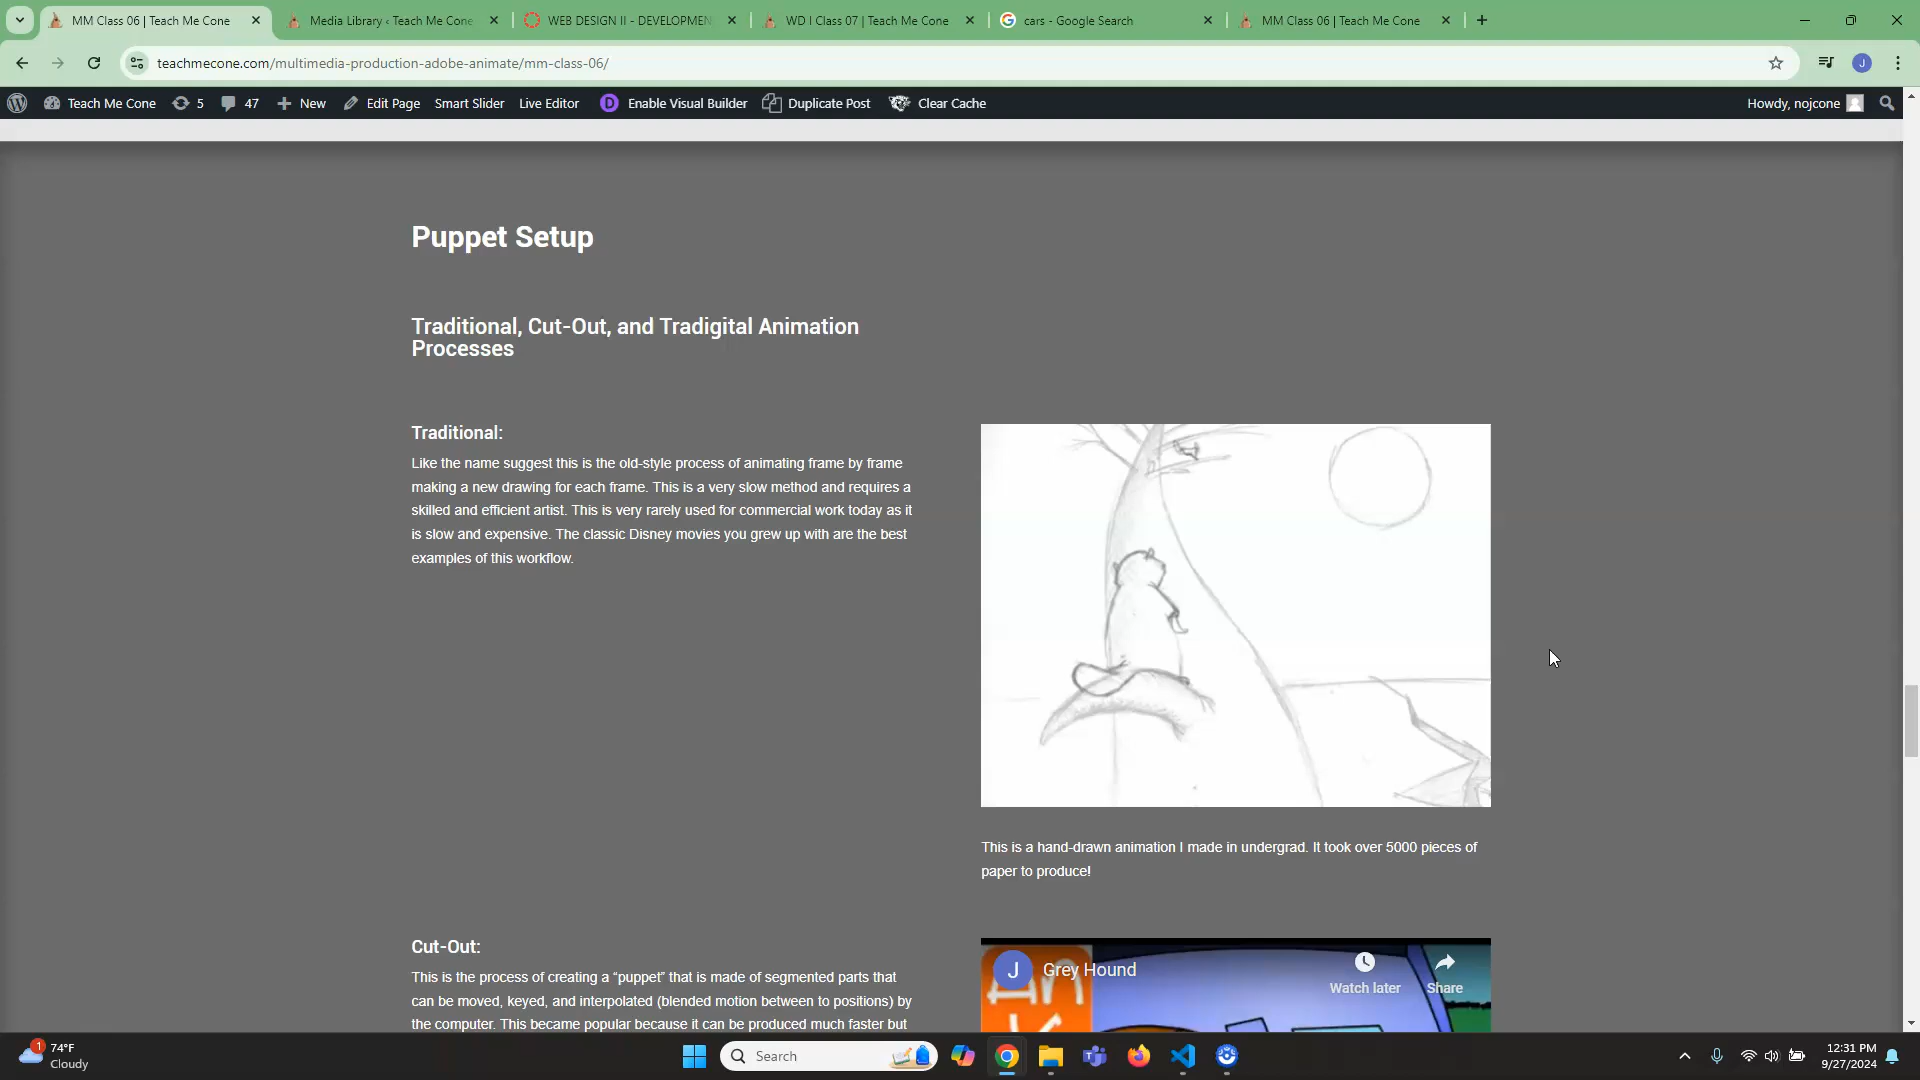 MM Class 06 | Teach Me Cone
Media Library ‹ Teach Me Cone
WEB DESIGN II - DEVELOPMEN
WD I Class 07 | Teach Me Cone
cars - Google Search
MM Class 06 | Teach Me Cone
teachmecone.com/multimedia-production-adobe-animate/mm-class-06/
J
Teach Me Cone
5
47
New
Edit Page
Smart Slider
Live Editor
D
Enable Visual Builder
Duplicate Post
Clear Cache
Howdy, nojcone
Puppet Setup
Traditional, Cut-Out, and Tradigital Animation
Processes
Traditional:
Like the name suggest this is the old-style process of animating frame by frame
making a new drawing for each frame. This is a very slow method and requires a
skilled and efficient artist. This is very rarely used for commercial work today as it
is slow and expensive. The classic Disney movies you grew up with are the best
examples of this workflow.
This is a hand-drawn animation I made in undergrad. It took over 5000 pieces of
paper to produce!
Cut-Out:
This is the process of creating a “puppet” that is made of segmented parts that
can be moved, keyed, and interpolated (blended motion between to positions) by
the computer. This became popular because it can be produced much faster but
J
Grey Hound
Watch later
Share
1
74°F
Cloudy
Search
12:31 PM
9/27/2024